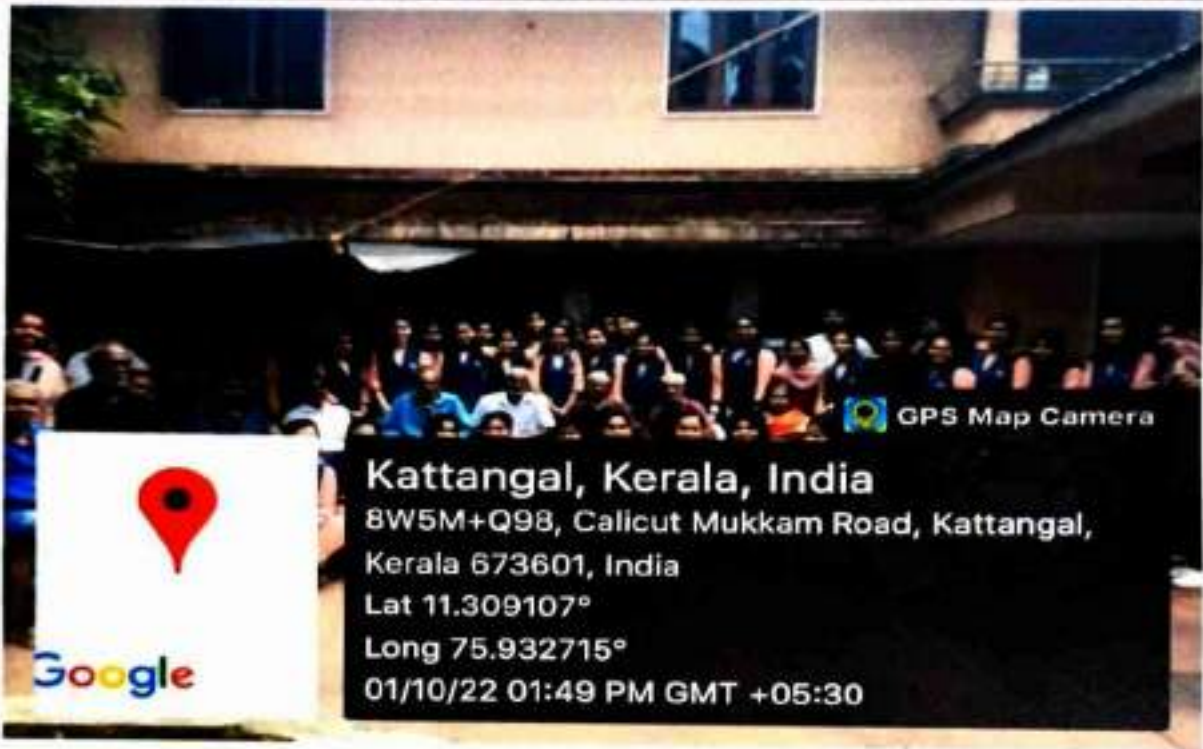 GPS Map Camera
Kattangal, Kerala, India
8W5M+Q98, Calicut Mukkam Road, Kattangal,
Kerala 673601, India
Lat 11.309107°
Long 75.932715°
01/10/22 01:49 PM GMT +05:30
Google